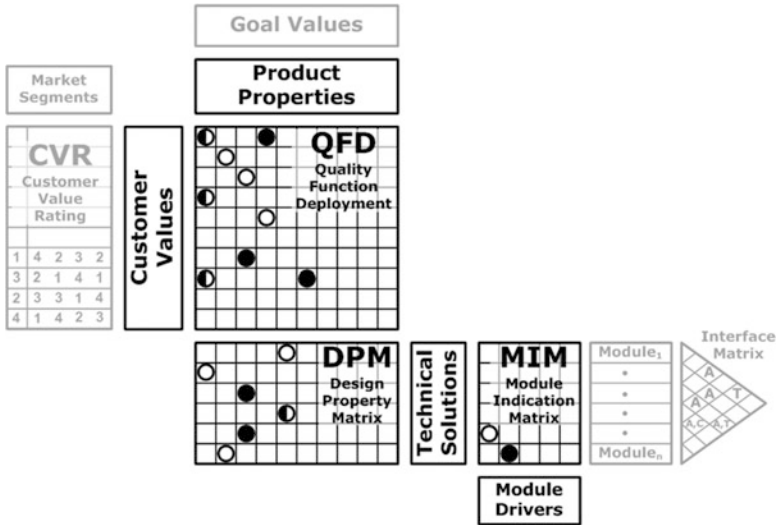 Goal Values
Market
Segments
Product
Properties
CVR
Customer
Value
Rating
1 4 2 3 2
3 2 1 4 1
2 3 3 1 4
4 1 4 2 3
Customer
Values
QFD
Quality
Function
Deployment
DPM
Design
Property
Matrix
Technical
Solutions
MIM
Module
Indication
Matrix
Module₁
Moduleₙ
Interface
Matrix
A
A T
A
A,C A,T
Module
Drivers